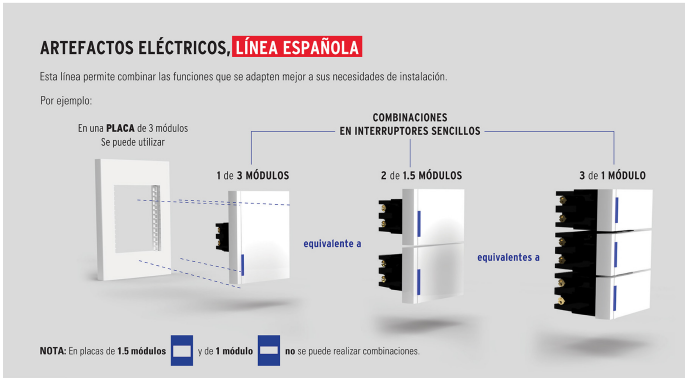 ARTEFACTOS ELÉCTRICOS, LÍNEA ESPAÑOLA
Esta línea permite combinar las funciones que se adapten mejor a sus necesidades de instalación.
Por ejemplo:
En una PLACA de 3 módulos
Se puede utilizar
COMBINACIONES
EN INTERRUPTORES SENCILLOS
1 de 3 MÓDULOS
2 de 1.5 MÓDULOS
3 de 1 MÓDULO
equivalente a
equivalentes a
NOTA: En placas de 1.5 módulos y de 1 módulo no se puede realizar combinaciones.